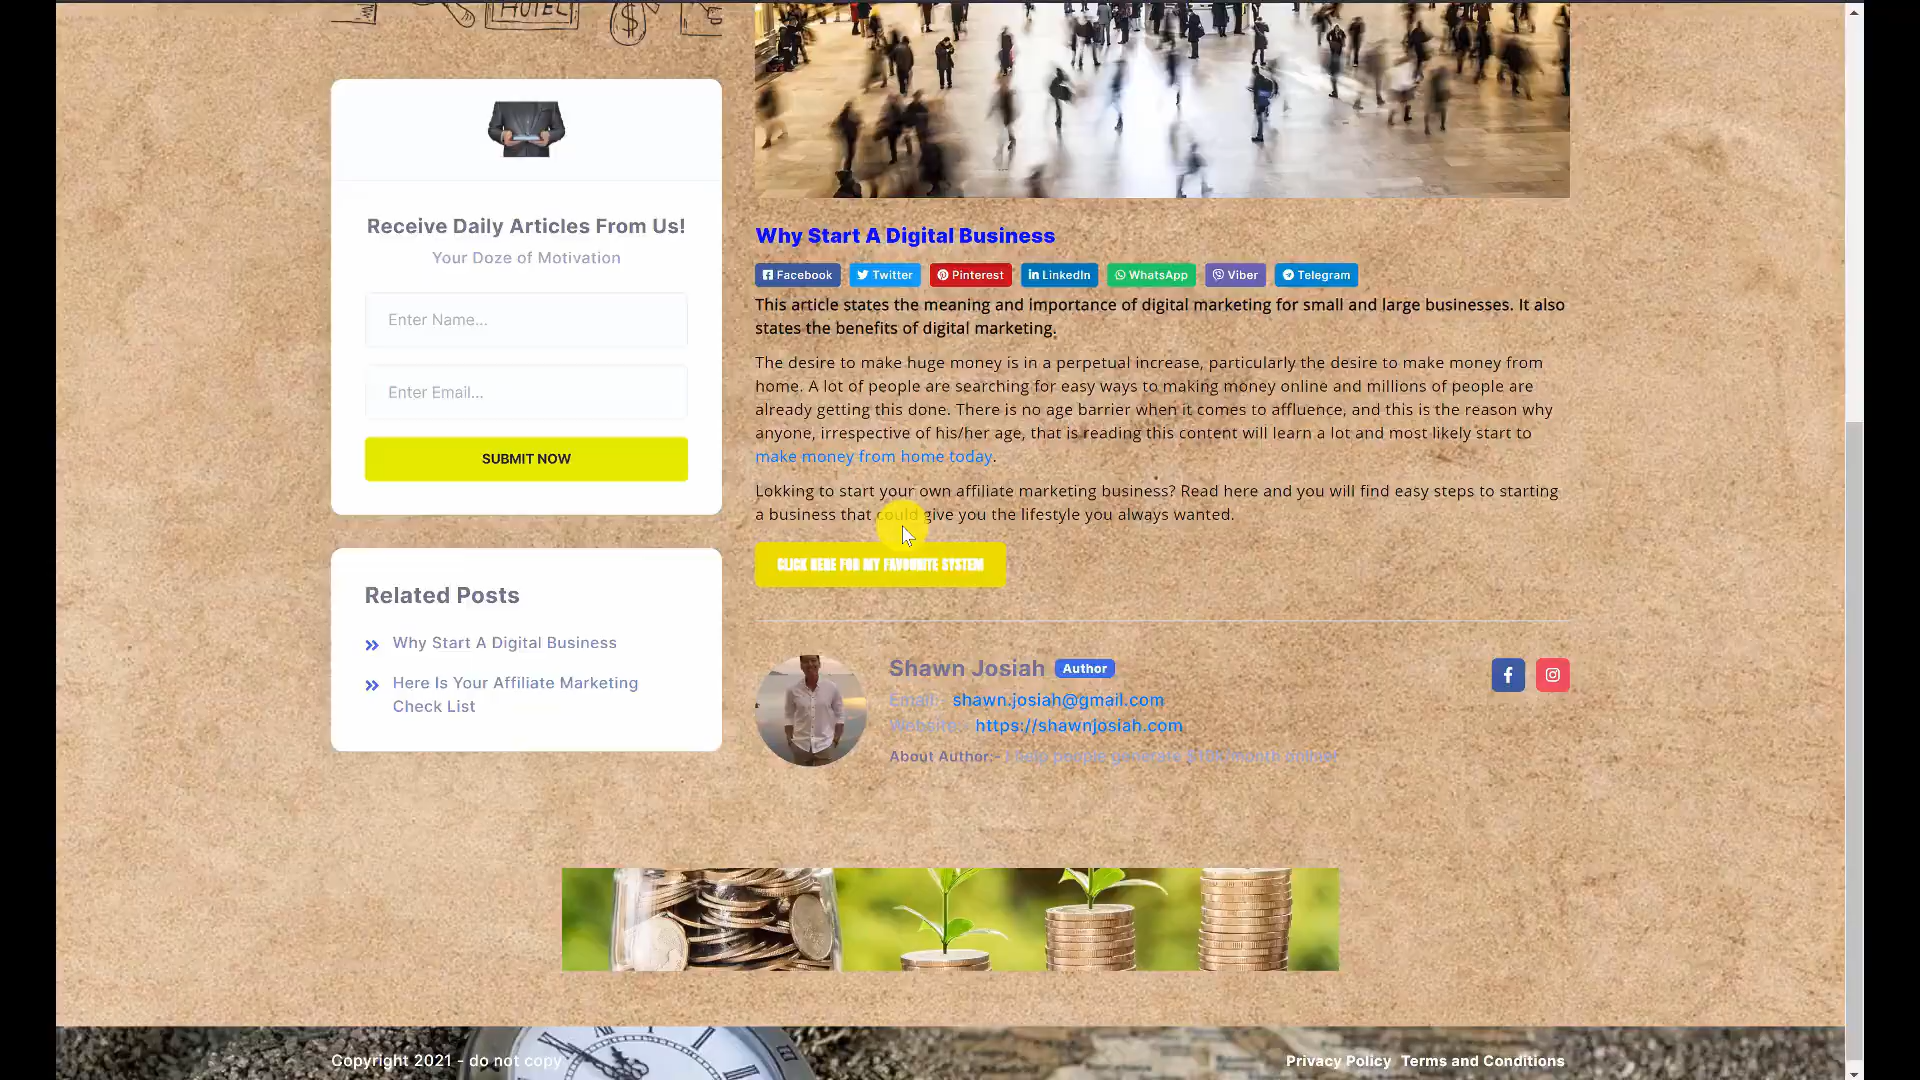 HOTEL
$
Receive Daily Articles From Us!
Your Doze of Motivation
Enter Name...
Enter Email...
SUBMIT NOW
Related Posts
Why Start A Digital Business
Here Is Your Affiliate Marketing
Check List
Why Start A Digital Business
Facebook Twitter Pinterest LinkedIn WhatsApp Viber Telegram
This article states the meaning and importance of digital marketing for small and large businesses. It also
states the benefits of digital marketing.
The desire to make huge money is in a perpetual increase, particularly the desire to make money from
home. A lot of people are searching for easy ways to making money online and millions of people are
already getting this done. There is no age barrier when it comes to affluence, and this is the reason why
anyone, irrespective of his/her age, that is reading this content will learn a lot and most likely start to
make money from home today.
Lokking to start your own affiliate marketing business? Read here and you will find easy steps to starting
a business that could give you the lifestyle you always wanted.
CLICK HERE FOR MY FAVOURITE SYSTEM
Shawn Josiah Author
Email:- shawn.josiah@gmail.com
Website:- https://shawnjosiah.com
About Author:- I help people generate $10k/month online!
Copyright 2021 - do not copy
Privacy Policy Terms and Conditions